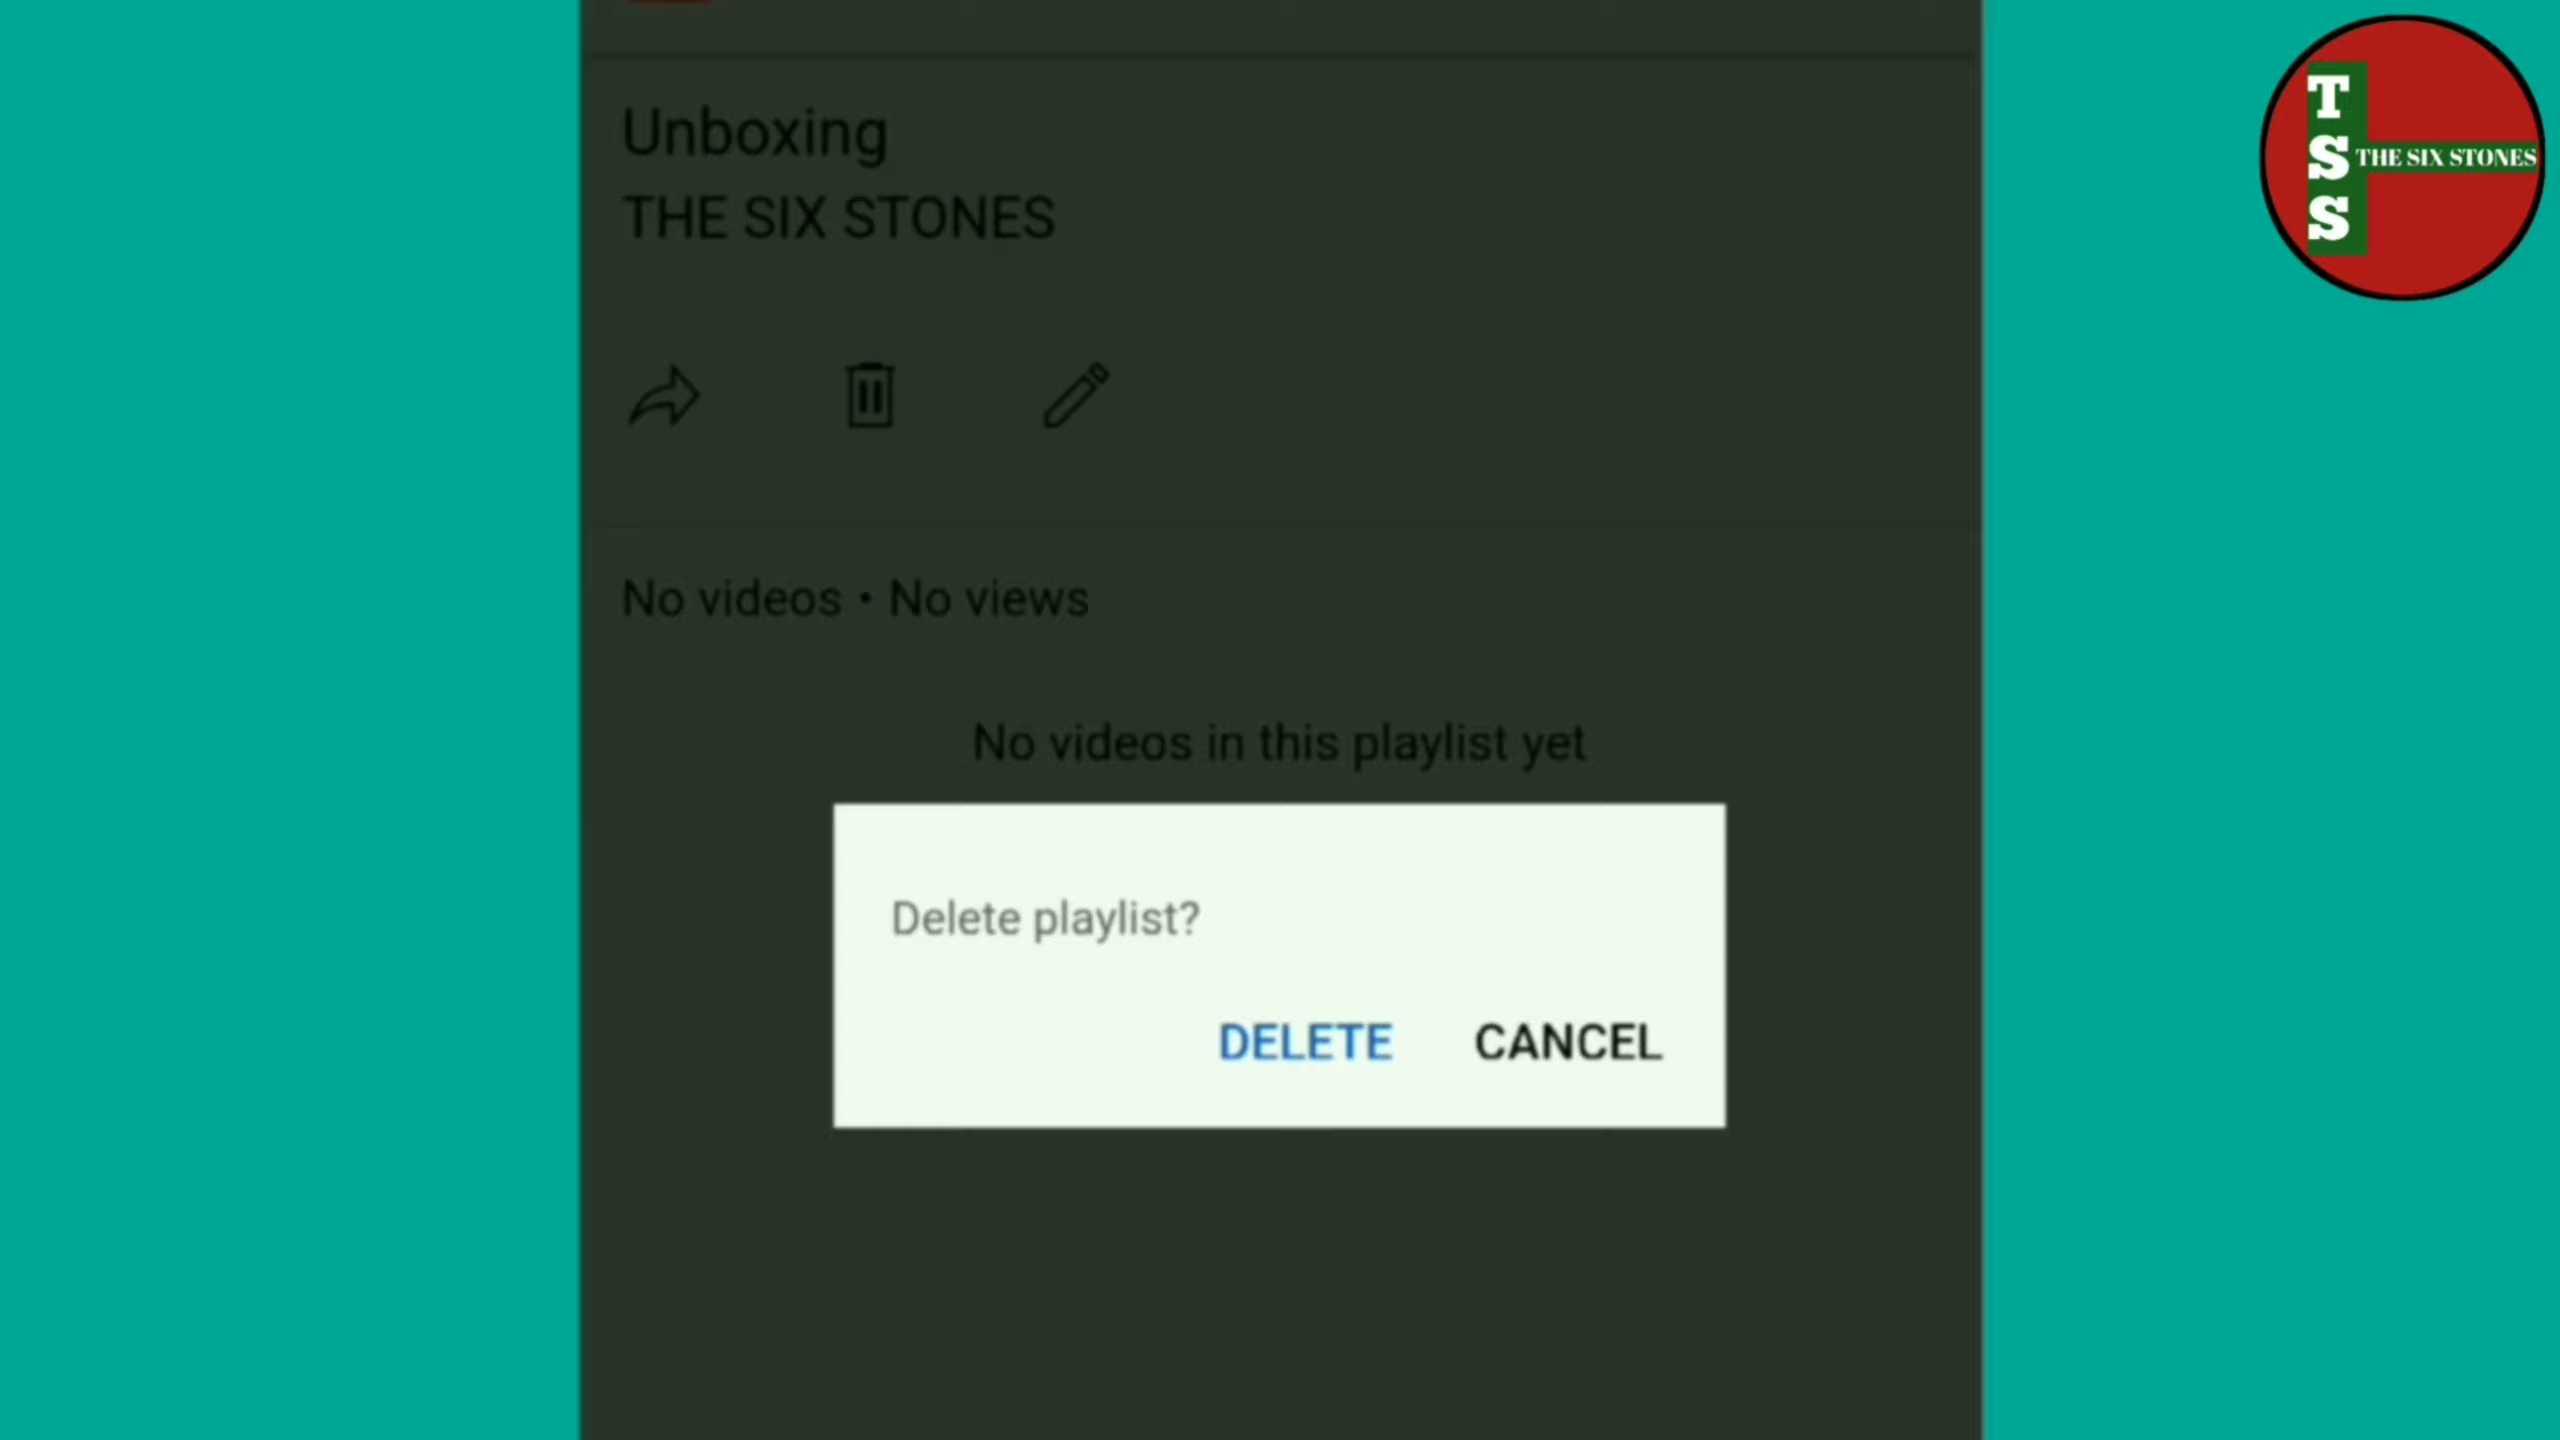 Unboxing
THE SIX STONES
No videos • No views
No videos in this playlist yet
Delete playlist?
DELETE CANCEL
T
S
S
THE SIX STONES